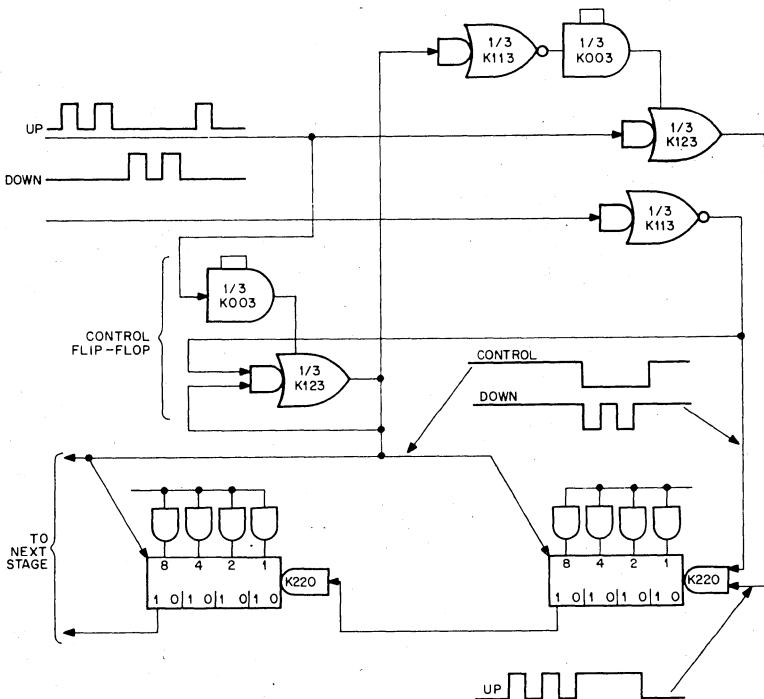 1/3
K113
1/3
K003
UP
1/3
K123
DOWN
1/3
K113
1/3
K003
CONTROL
FLIP-FLOP
1/3
K123
CONTROL
DOWN
TO
NEXT
STAGE
8 4 2 1
K220
1 0 1 0 1 0 1 0
8 4 2 1
K220
1 0 1 0 1 0 1 0
UP